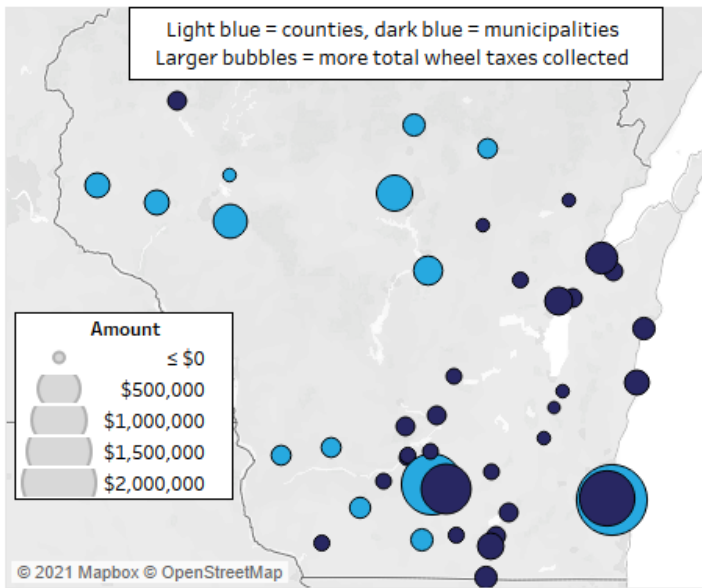 Light blue = counties, dark blue = municipalities
Larger bubbles = more total wheel taxes collected
Amount
≤ $0
$500,000
$1,000,000
$1,500,000
$2,000,000
© 2021 Mapbox © OpenStreetMap